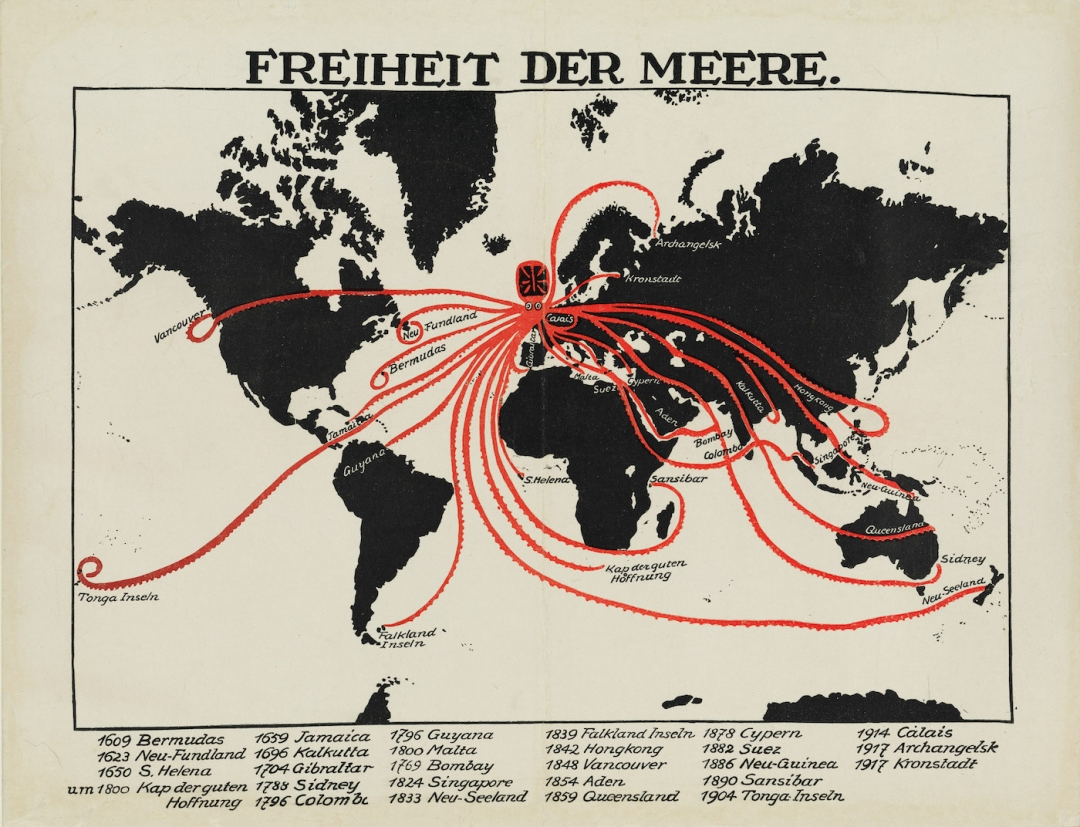 FREIHEIT DER MEERE.
Archangelsk
Kronstadt
Vancouver
Neu Fundland
Calais
Gibraltar
Bermudas
Malta
Cypern
Suez
Kalkutta
Hongkong
Aden
Jamaica
Bombay
Colombo
Singapore
Guyana
S.Helena
Sansibar
Neu-Guinea
Queensland
Sidney
Kap der guten
Hoffnung
Neu-Seeland
Tonga Inseln
Falkland
Inseln
1609 Bermudas
1623 Neu-Fundland
1650 S. Helena
um 1800 Kap der guten
Hoffnung
1659 Jamaica
1696 Kalkutta
1704 Gibraltar
1788 Sidney
1796 Colombo
1796 Guyana
1800 Malta
1769 Bombay
1824 Singapore
1833 Neu-Seeland
1839 Falkland Inseln
1842 Hongkong
1848 Vancouver
1854 Aden
1859 Queensland
1878 Cypern
1882 Suez
1886 Neu-Guinea
1890 Sansibar
1904 Tonga-Inseln
1914 Calais
1917 Archangelsk
1917 Kronstadt